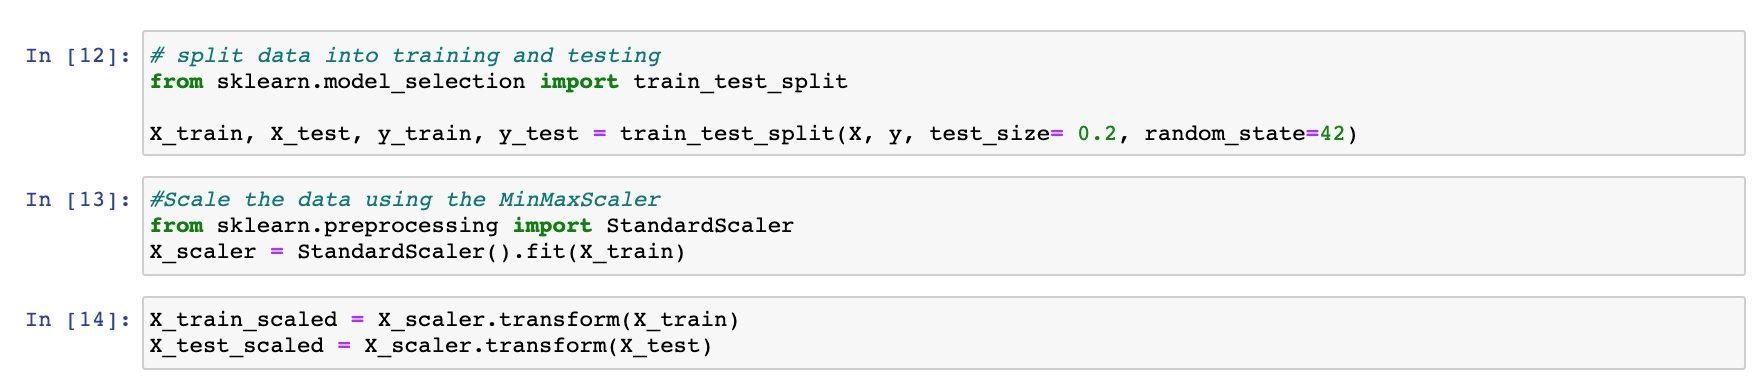 In [12]: # split data into training and testing
from sklearn.model_selection import train_test_split
X_train, X_test, y_train, y_test = train_test_split(X, y, test_size= 0.2, random_state=42)
In [13]: #Scale the data using the MinMaxScaler
from sklearn.preprocessing import StandardScaler
X_scaler = StandardScaler().fit(X_train)
In [14]: X_train_scaled = X_scaler.transform(X_train)
X_test_scaled = X_scaler.transform(X_test)